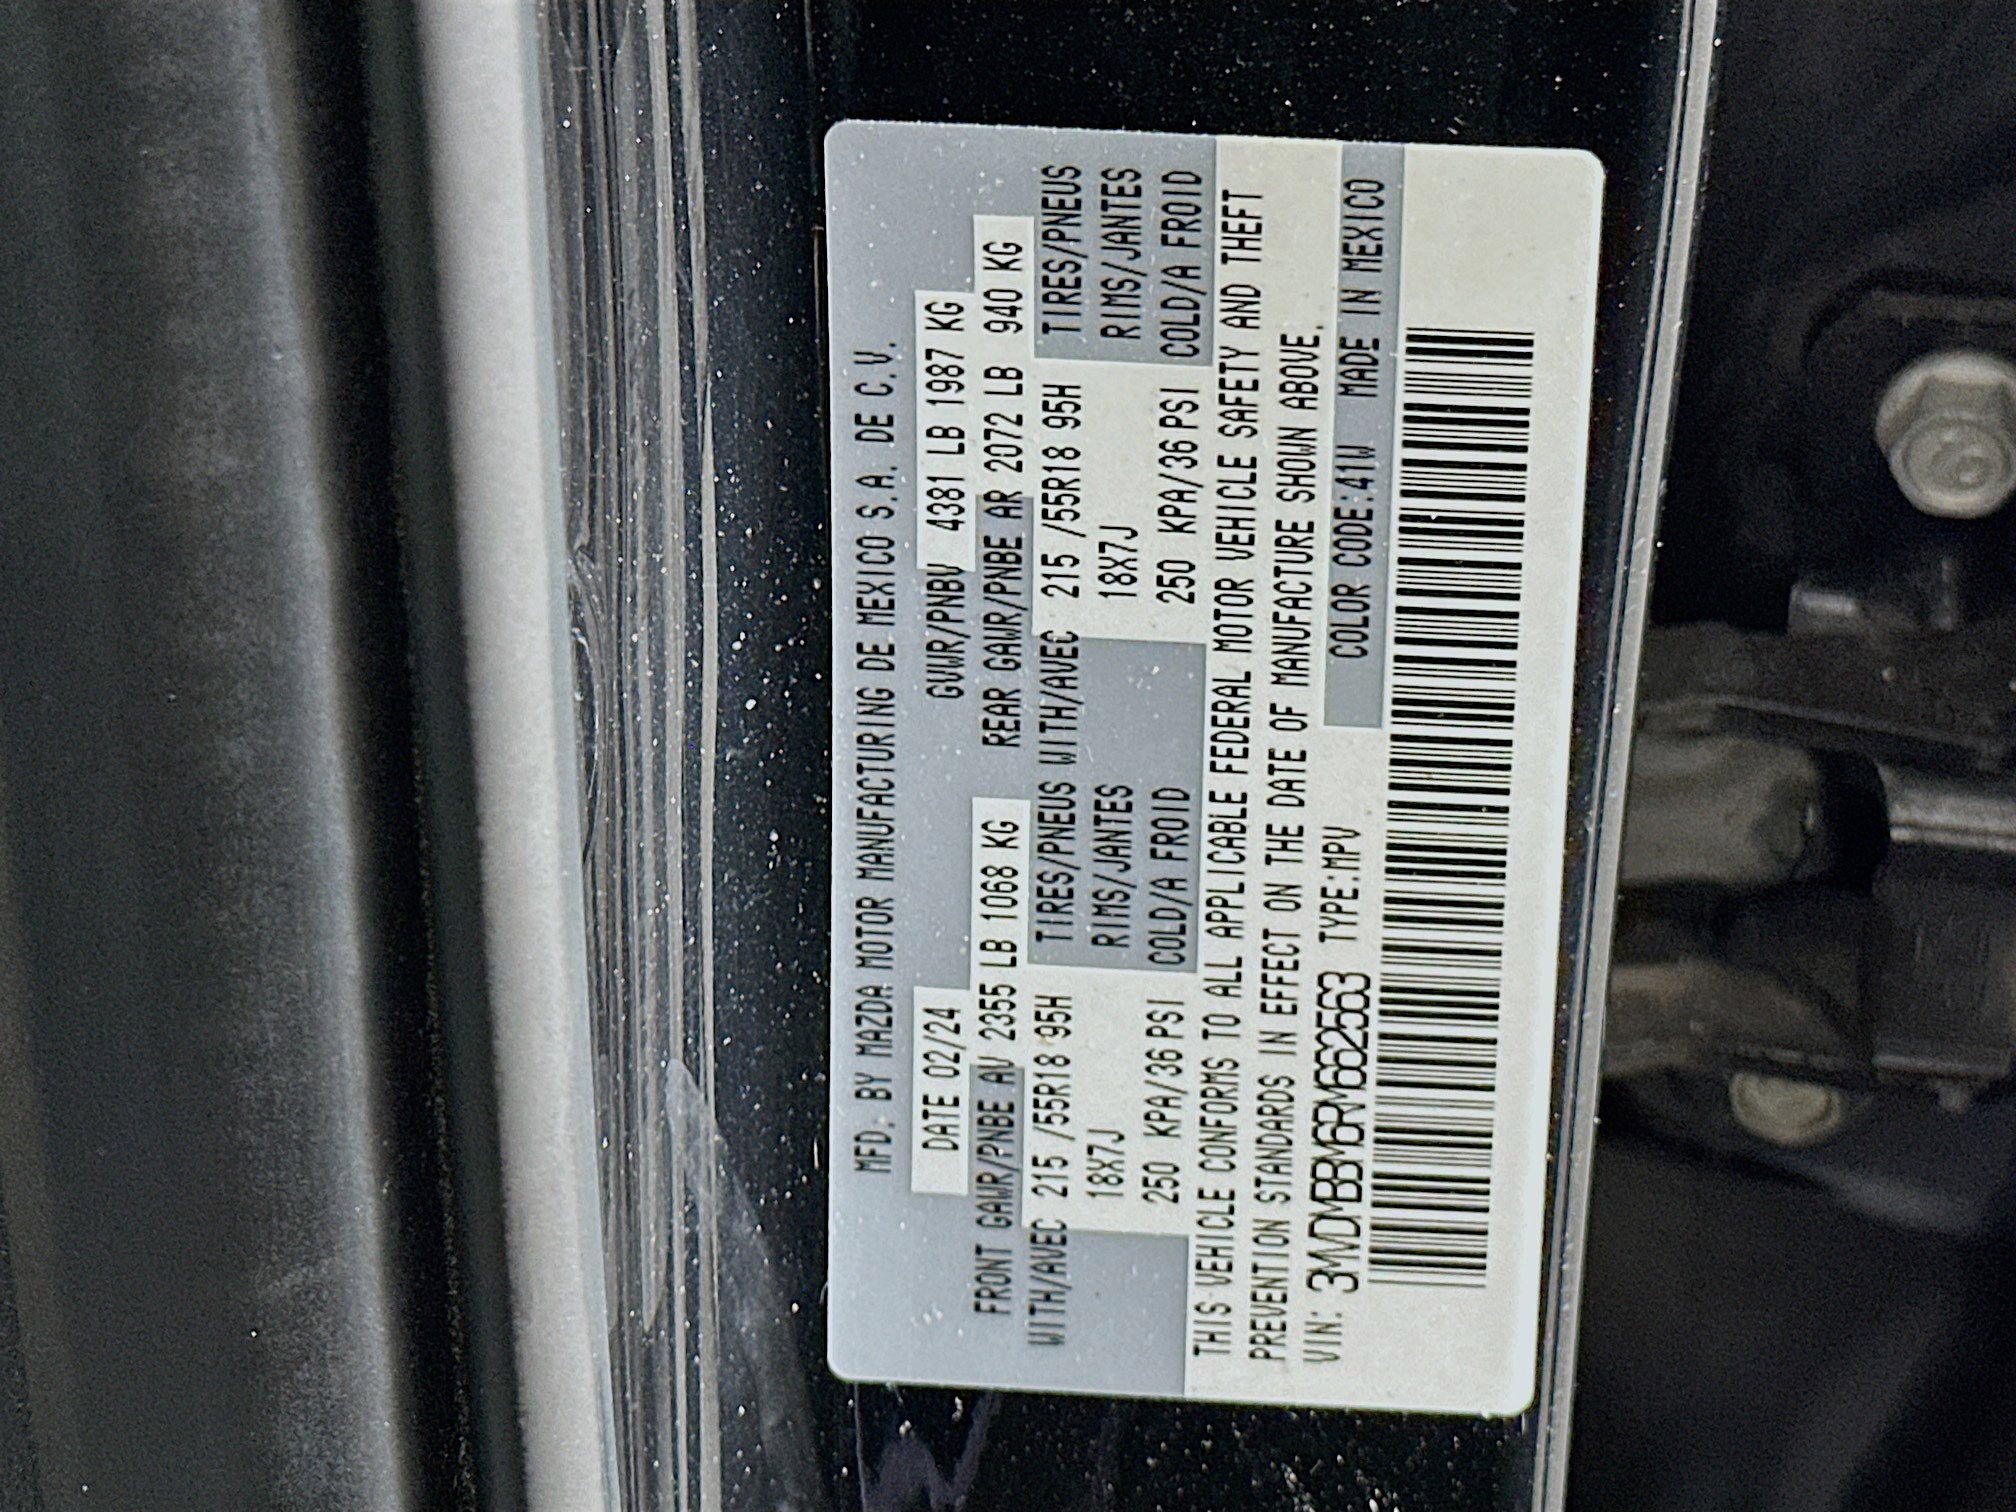 MFD. BY MAZDA MOTOR MANUFACTURING DE MEXICO S.A. DE C.V.
DATE 02/24 GVWR/PNBV 4381 LB 1987 KG
FRONT GAWR/PNBE AV 2355 LB 1068 KG REAR GAWR/PNBE AR 2072 LB 940 KG
WITH/AVEC 215 /55R18 95H TIRES/PNEUS WITH/AVEC 215 /55R18 95H TIRES/PNEUS
18X7J RIMS/JANTES 18X7J RIMS/JANTES
250 KPA/36 PSI COLD/A FROID 250 KPA/36 PSI COLD/A FROID
THIS VEHICLE CONFORMS TO ALL APPLICABLE FEDERAL MOTOR VEHICLE SAFETY AND THEFT
PREVENTION STANDARDS IN EFFECT ON THE DATE OF MANUFACTURE SHOWN ABOVE.
VIN: 3MVDMBBM6RM662563 TYPE:MPV COLOR CODE:41W MADE IN MEXICO